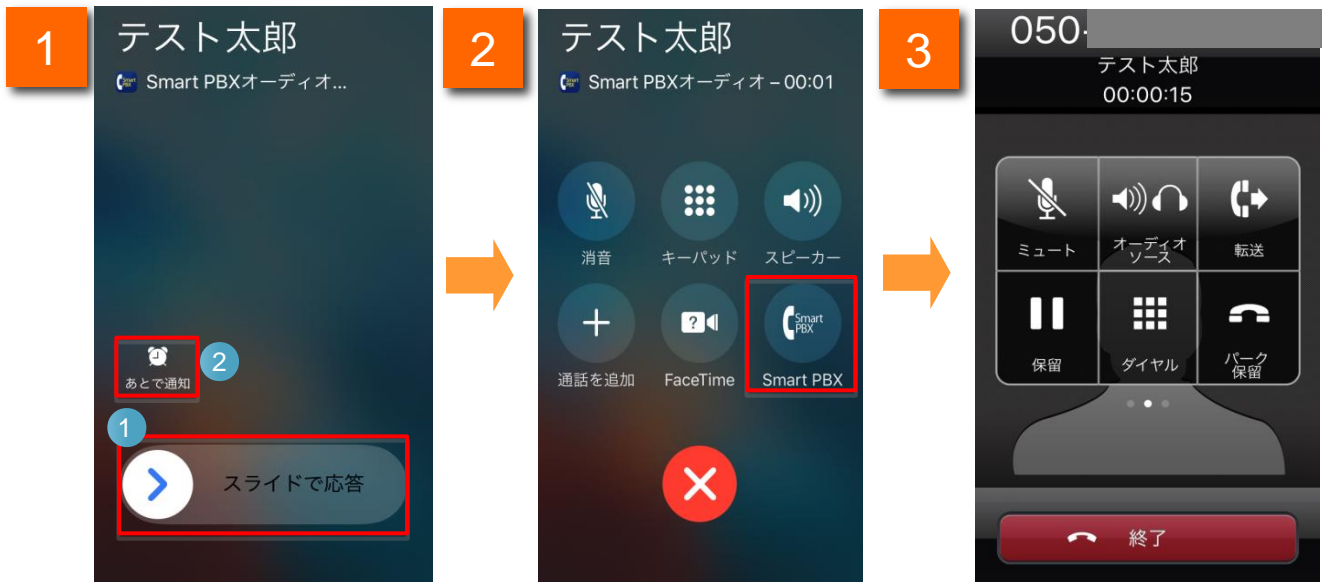 1
テスト太郎
Smart PBXオーディオ...
2
あとで通知
1
スライドで応答
2
テスト太郎
Smart PBXオーディオ – 00:01
消音
キーパッド
スピーカー
?
Smart
PBX
通話を追加
FaceTime
Smart PBX
3
050-
テスト太郎
00:00:15
ミュート
オーディオ
ソース
転送
保留
ダイヤル
パーク
保留
終了